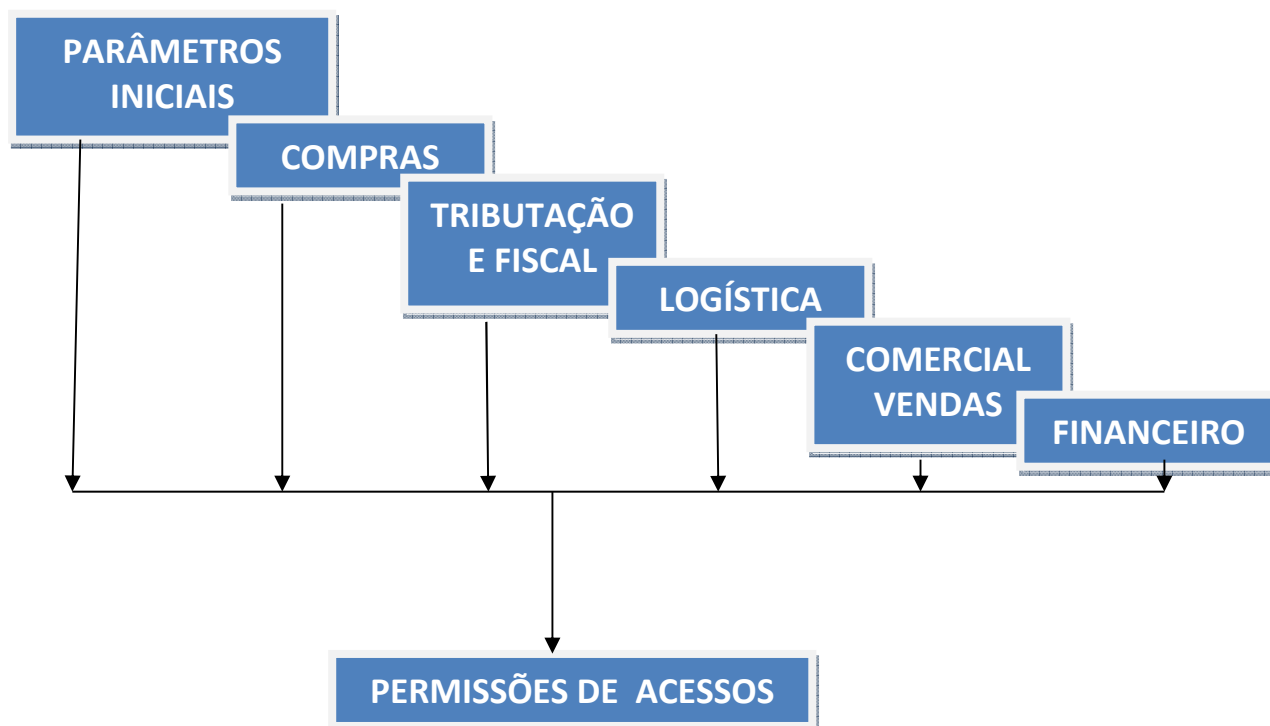 PARÂMETROS
INICIAIS
COMPRAS
TRIBUTAÇÃO
E FISCAL
LOGÍSTICA
COMERCIAL
VENDAS
FINANCEIRO
PERMISSÕES DE  ACESSOS